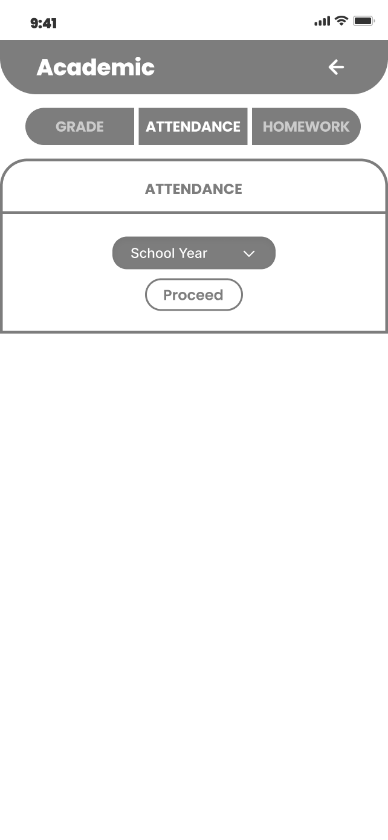 9:41
Academic
GRADE ATTENDANCE HOMEWORK
ATTENDANCE
School Year
Proceed